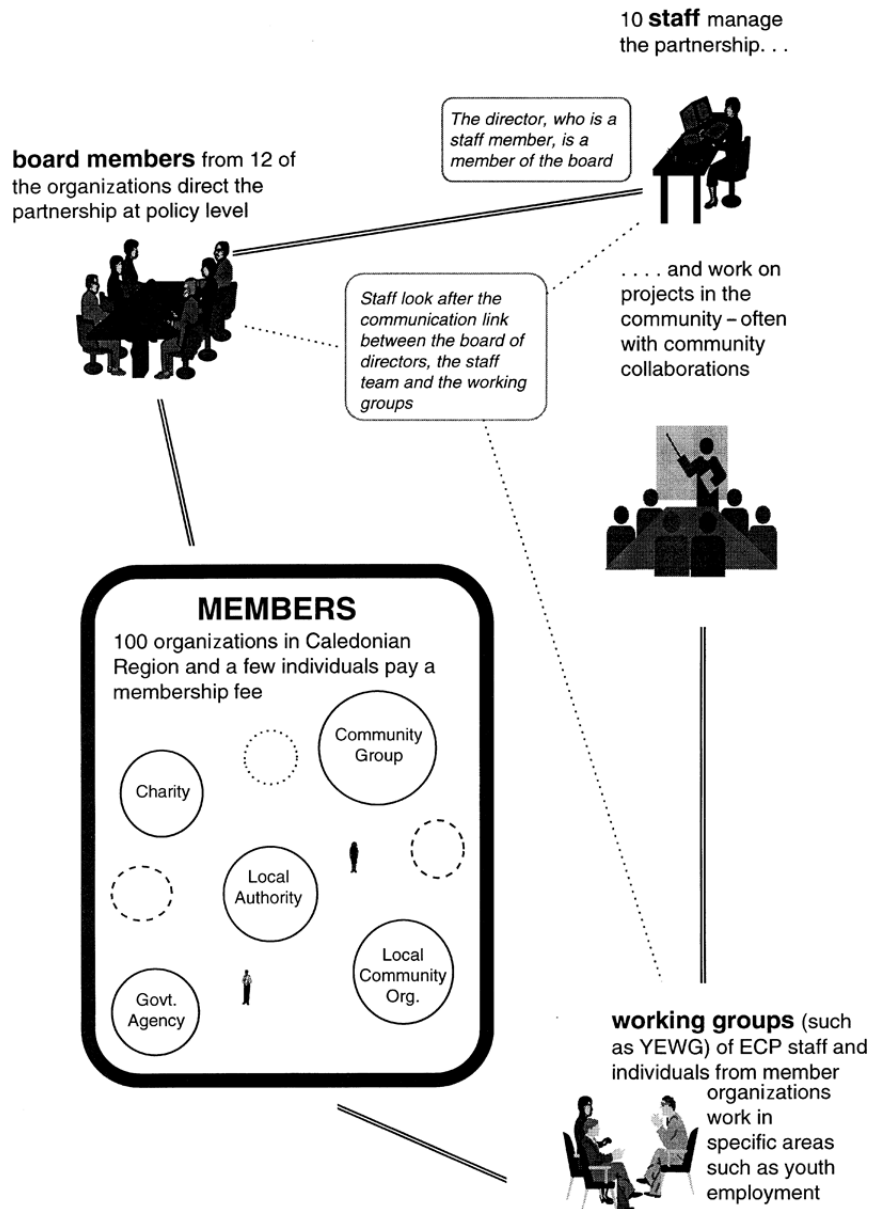 10 staff manage
the partnership. . .
The director, who is a
staff member, is a
member of the board
board members from 12 of
the organizations direct the
partnership at policy level
Staff look after the
communication link
between the board of
directors, the staff
team and the working
groups
. . . . and work on
projects in the
community – often
with community
collaborations
MEMBERS
100 organizations in Caledonian
Region and a few individuals pay a
membership fee
Community
Group
Charity
Local
Authority
Local
Community
Org.
Govt.
Agency
working groups (such
as YEWG) of ECP staff and
individuals from member
organizations
work in
specific areas
such as youth
employment